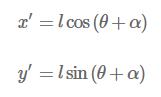 x′ = l cos (θ + α)
y′ = l sin (θ + α)